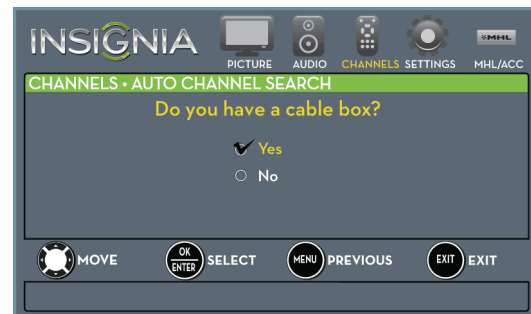 INSIGNIA
PICTURE AUDIO CHANNELS SETTINGS MHL/ACC
MHL
CHANNELS • AUTO CHANNEL SEARCH
Do you have a cable box?
Yes
No
MOVE OK ENTER SELECT MENU PREVIOUS EXIT EXIT